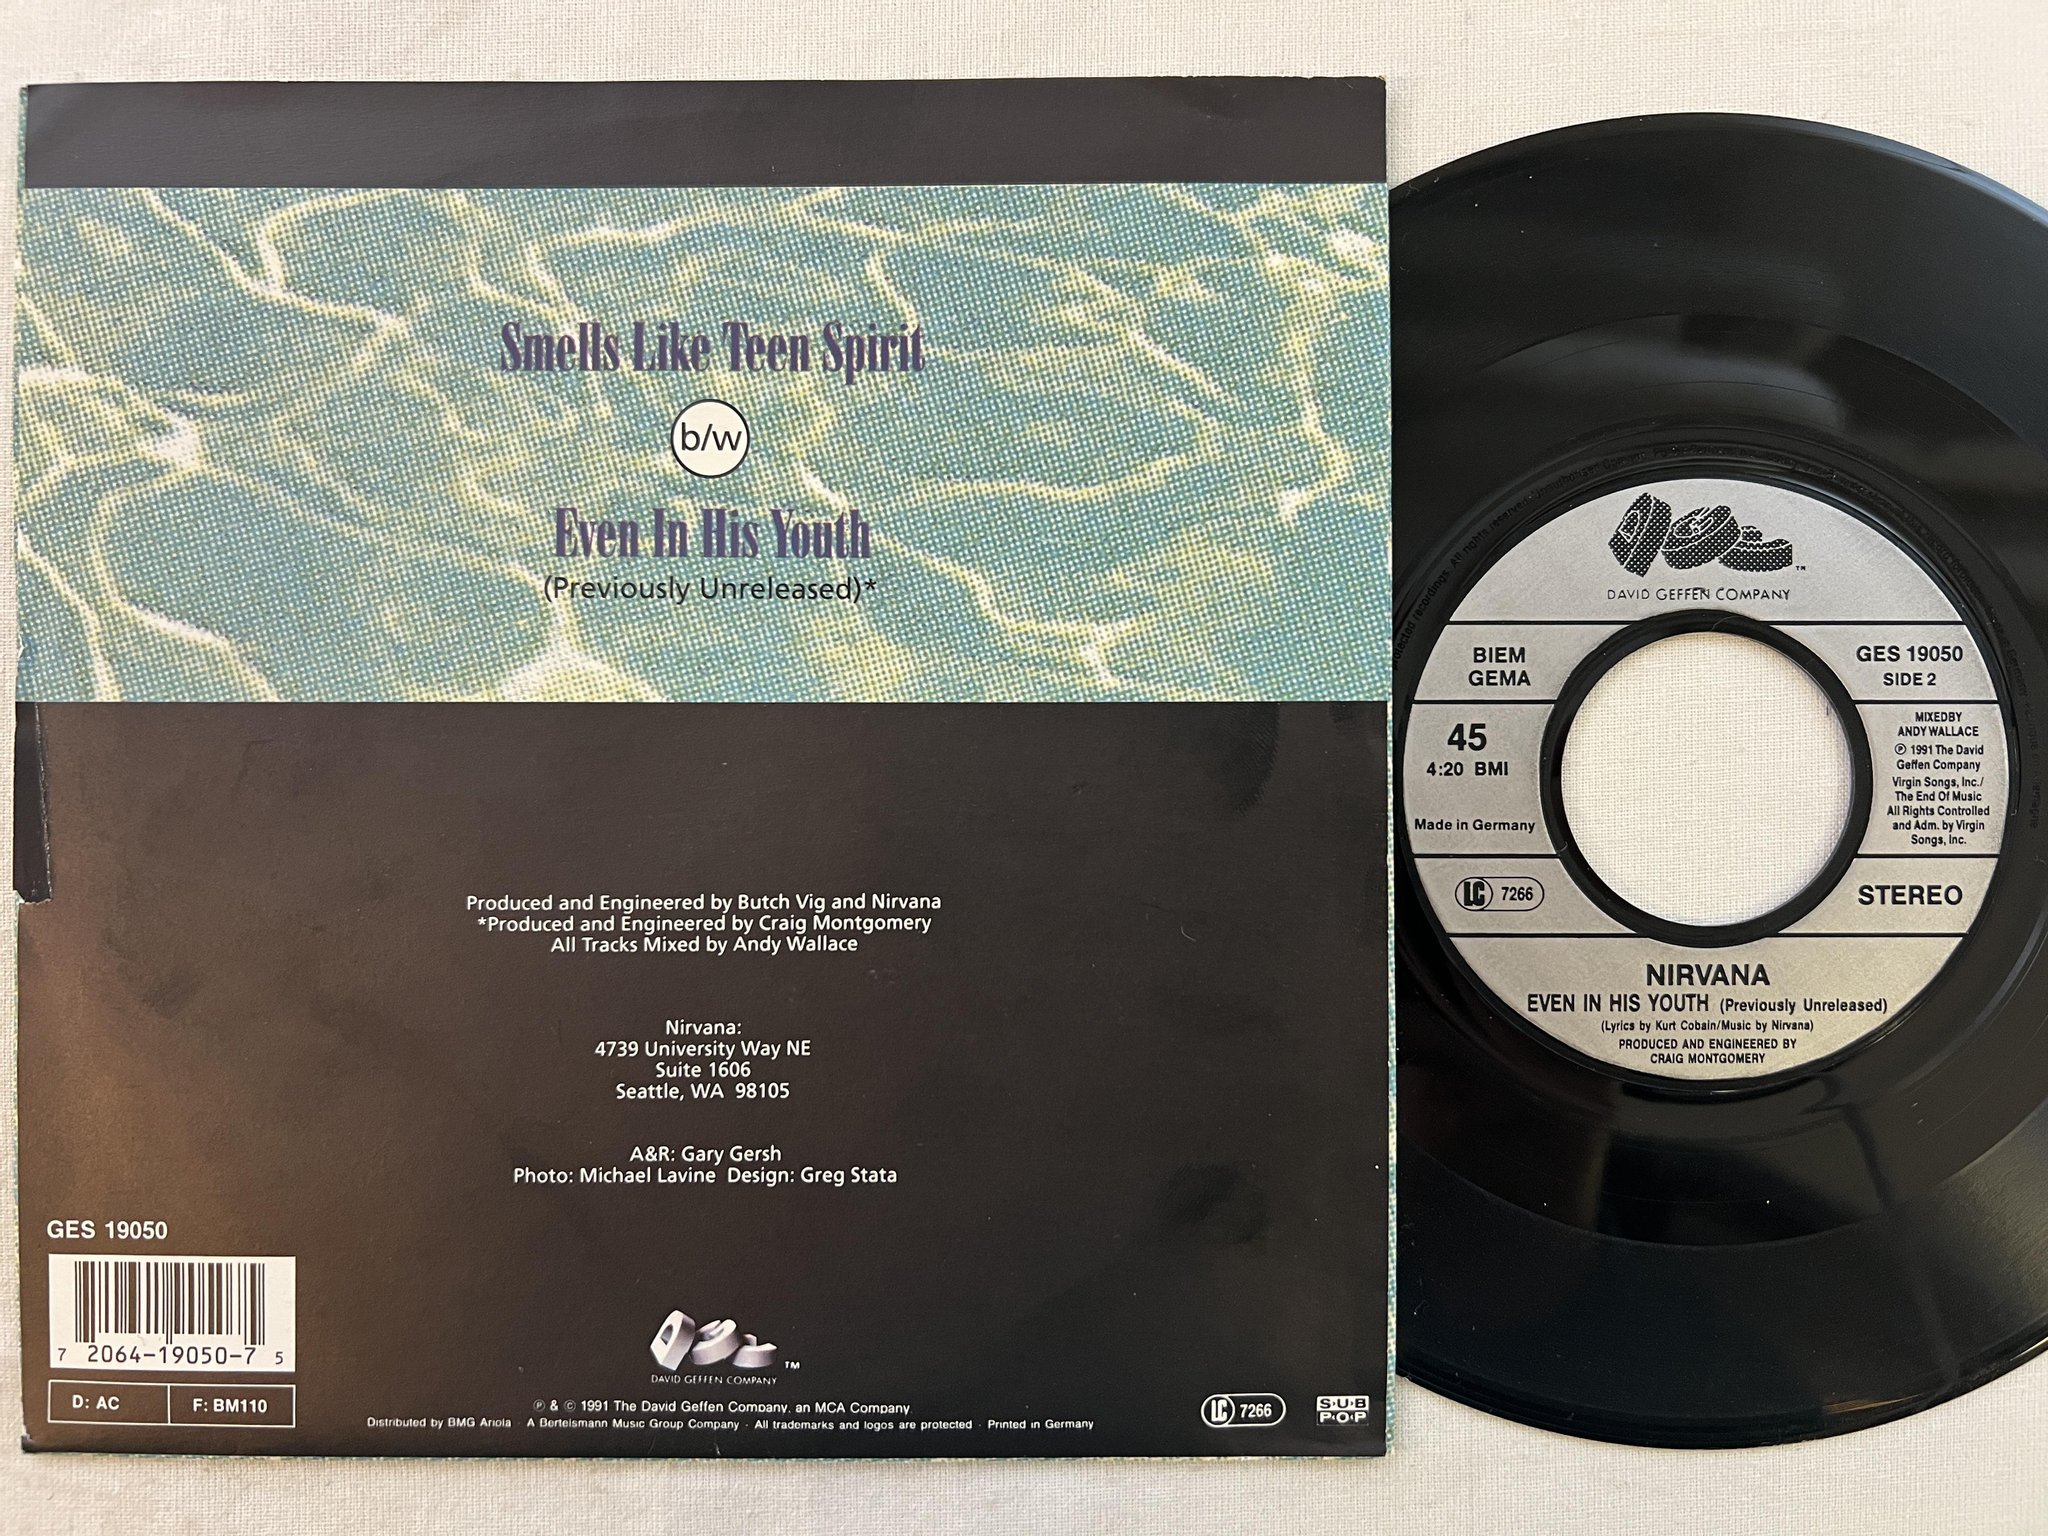 Smells Like Teen Spirit
b/w
Even In His Youth
(Previously Unreleased)*
Produced and Engineered by Butch Vig and Nirvana
*Produced and Engineered by Craig Montgomery
All Tracks Mixed by Andy Wallace
Nirvana:
4739 University Way NE
Suite 1606
Seattle, WA 98105
A&R: Gary Gersh
Photo: Michael Lavine Design: Greg Stata
GES 19050
7 2064-19050-7 5
D: AC
F: BM110
TM
DAVID GEFFEN COMPANY
℗ & © 1991 The David Geffen Company, an MCA Company.
Distributed by BMG Ariola · A Bertelsmann Music Group Company · All trademarks and logos are protected · Printed in Germany
LC 7266
SUB
POP
TM
DAVID GEFFEN COMPANY
BIEM
GEMA
GES 19050
SIDE 2
45
4:20 BMI
Made in Germany
MIXEDBY
ANDY WALLACE
℗ 1991 The David
Geffen Company
Virgin Songs, Inc./
The End Of Music
All Rights Controlled
and Adm. by Virgin
Songs, Inc.
LC 7266
STEREO
NIRVANA
EVEN IN HIS YOUTH (Previously Unreleased)
(Lyrics by Kurt Cobain/Music by Nirvana)
PRODUCED AND ENGINEERED BY
CRAIG MONTGOMERY